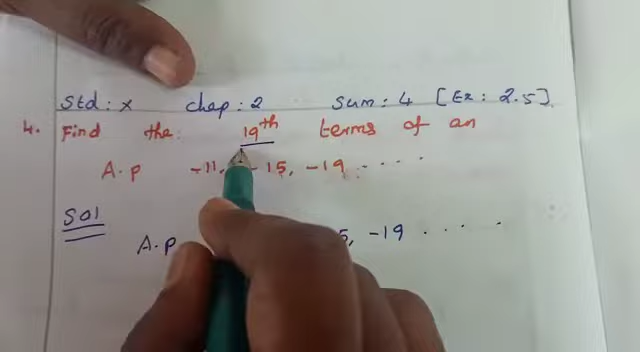 Std: x chap: 2 Sum: 4 [Ex: 2.5].
4. Find the: 19th terms of an
A.p -11, -15, -19 ....
Sol
A.p 5, -19 ....